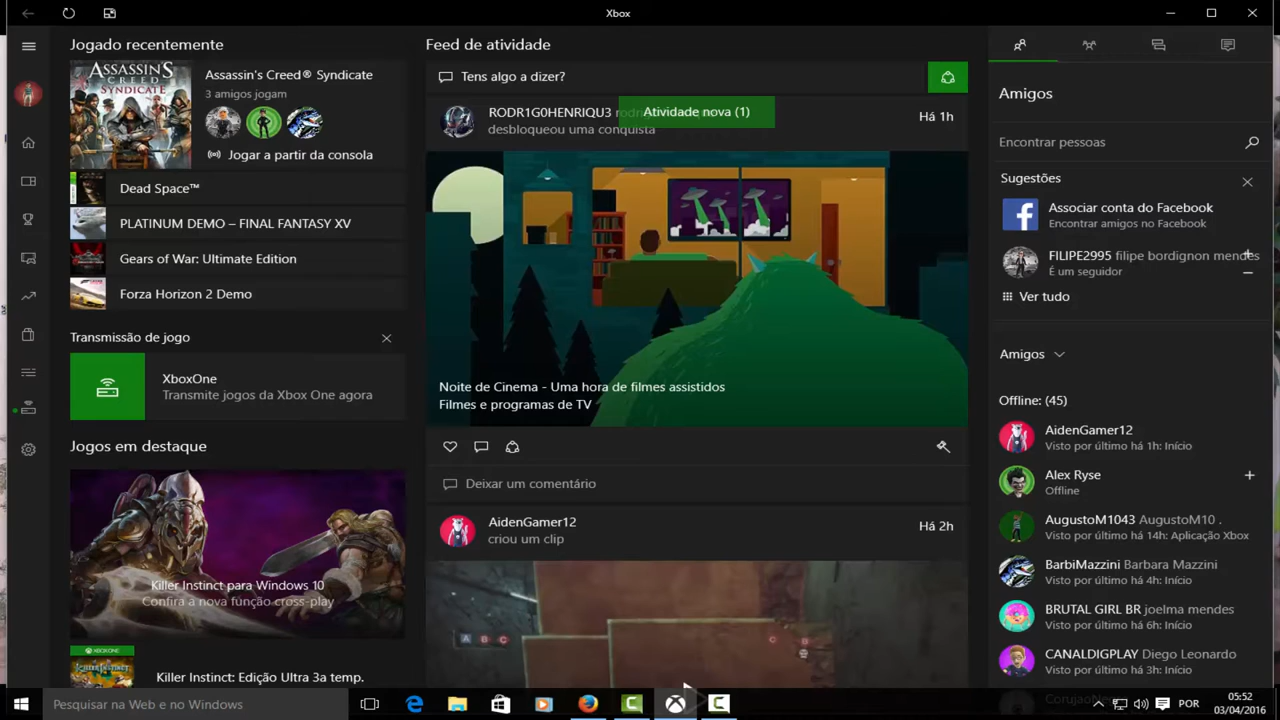 Xbox
Jogado recentemente
ASSASSIN'S
CREED
SYNDICATE
Assassin's Creed® Syndicate
3 amigos jogam
Jogar a partir da consola
Dead Space™
PLATINUM DEMO – FINAL FANTASY XV
Gears of War: Ultimate Edition
Forza Horizon 2 Demo
Transmissão de jogo
XboxOne
Transmite jogos da Xbox One agora
Jogos em destaque
Killer Instinct para Windows 10
Confira a nova função cross-play
XBOX ONE
KILLER
INSTINCT
Killer Instinct: Edição Ultra 3a temp.
Feed de atividade
Tens algo a dizer?
Atividade nova (1)
RODR1G0HENRIQU3
desbloqueou uma conquista
Há 1h
Noite de Cinema - Uma hora de filmes assistidos
Filmes e programas de TV
Deixar um comentário
AidenGamer12
criou um clip
Há 2h
A B C
C B
Amigos
Encontrar pessoas
Sugestões
Associar conta do Facebook
Encontrar amigos no Facebook
FILIPE2995 filipe bordignon mendes
É um seguidor
Ver tudo
Amigos
Offline: (45)
AidenGamer12
Visto por último há 1h: Início
Alex Ryse
Offline
AugustoM1043 AugustoM10 .
Visto por último há 14h: Aplicação Xbox
BarbiMazzini Barbara Mazzini
Visto por último há 4h: Início
BRUTAL GIRL BR joelma mendes
Visto por último há 6h: Início
CANALDIGPLAY Diego Leonardo
Visto por último há 3h: Início
Pesquisar na Web e no Windows
POR
05:52
03/04/2016